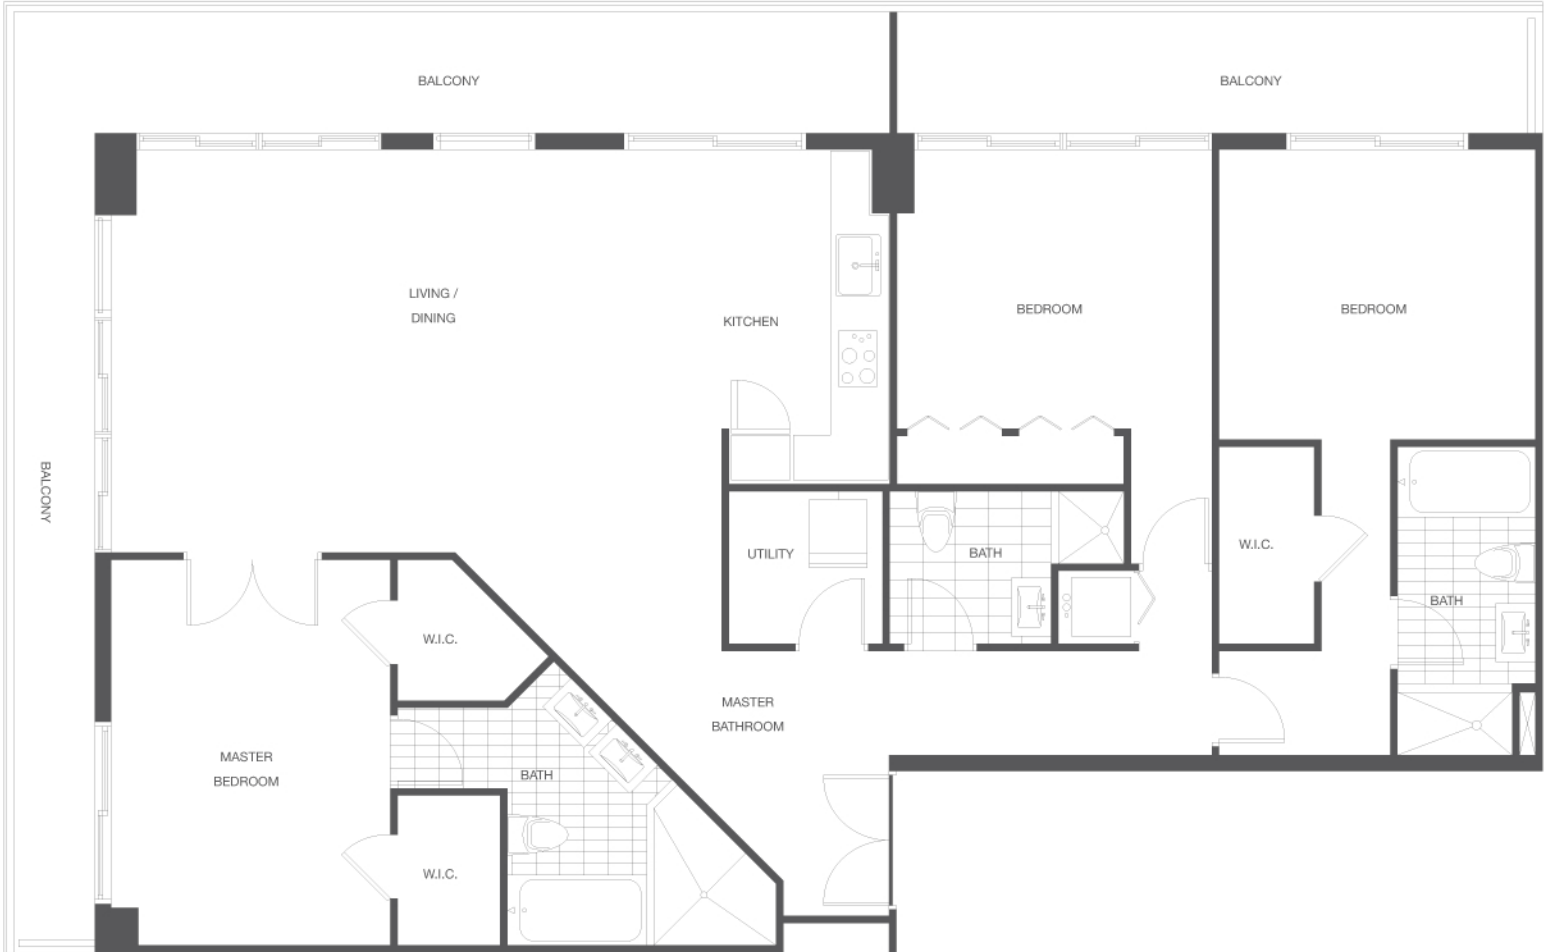 BALCONY
BALCONY
LIVING /
DINING
KITCHEN
BEDROOM
BEDROOM
BALCONY
UTILITY
BATH
W.I.C.
BATH
W.I.C.
MASTER
BATHROOM
MASTER
BEDROOM
BATH
W.I.C.